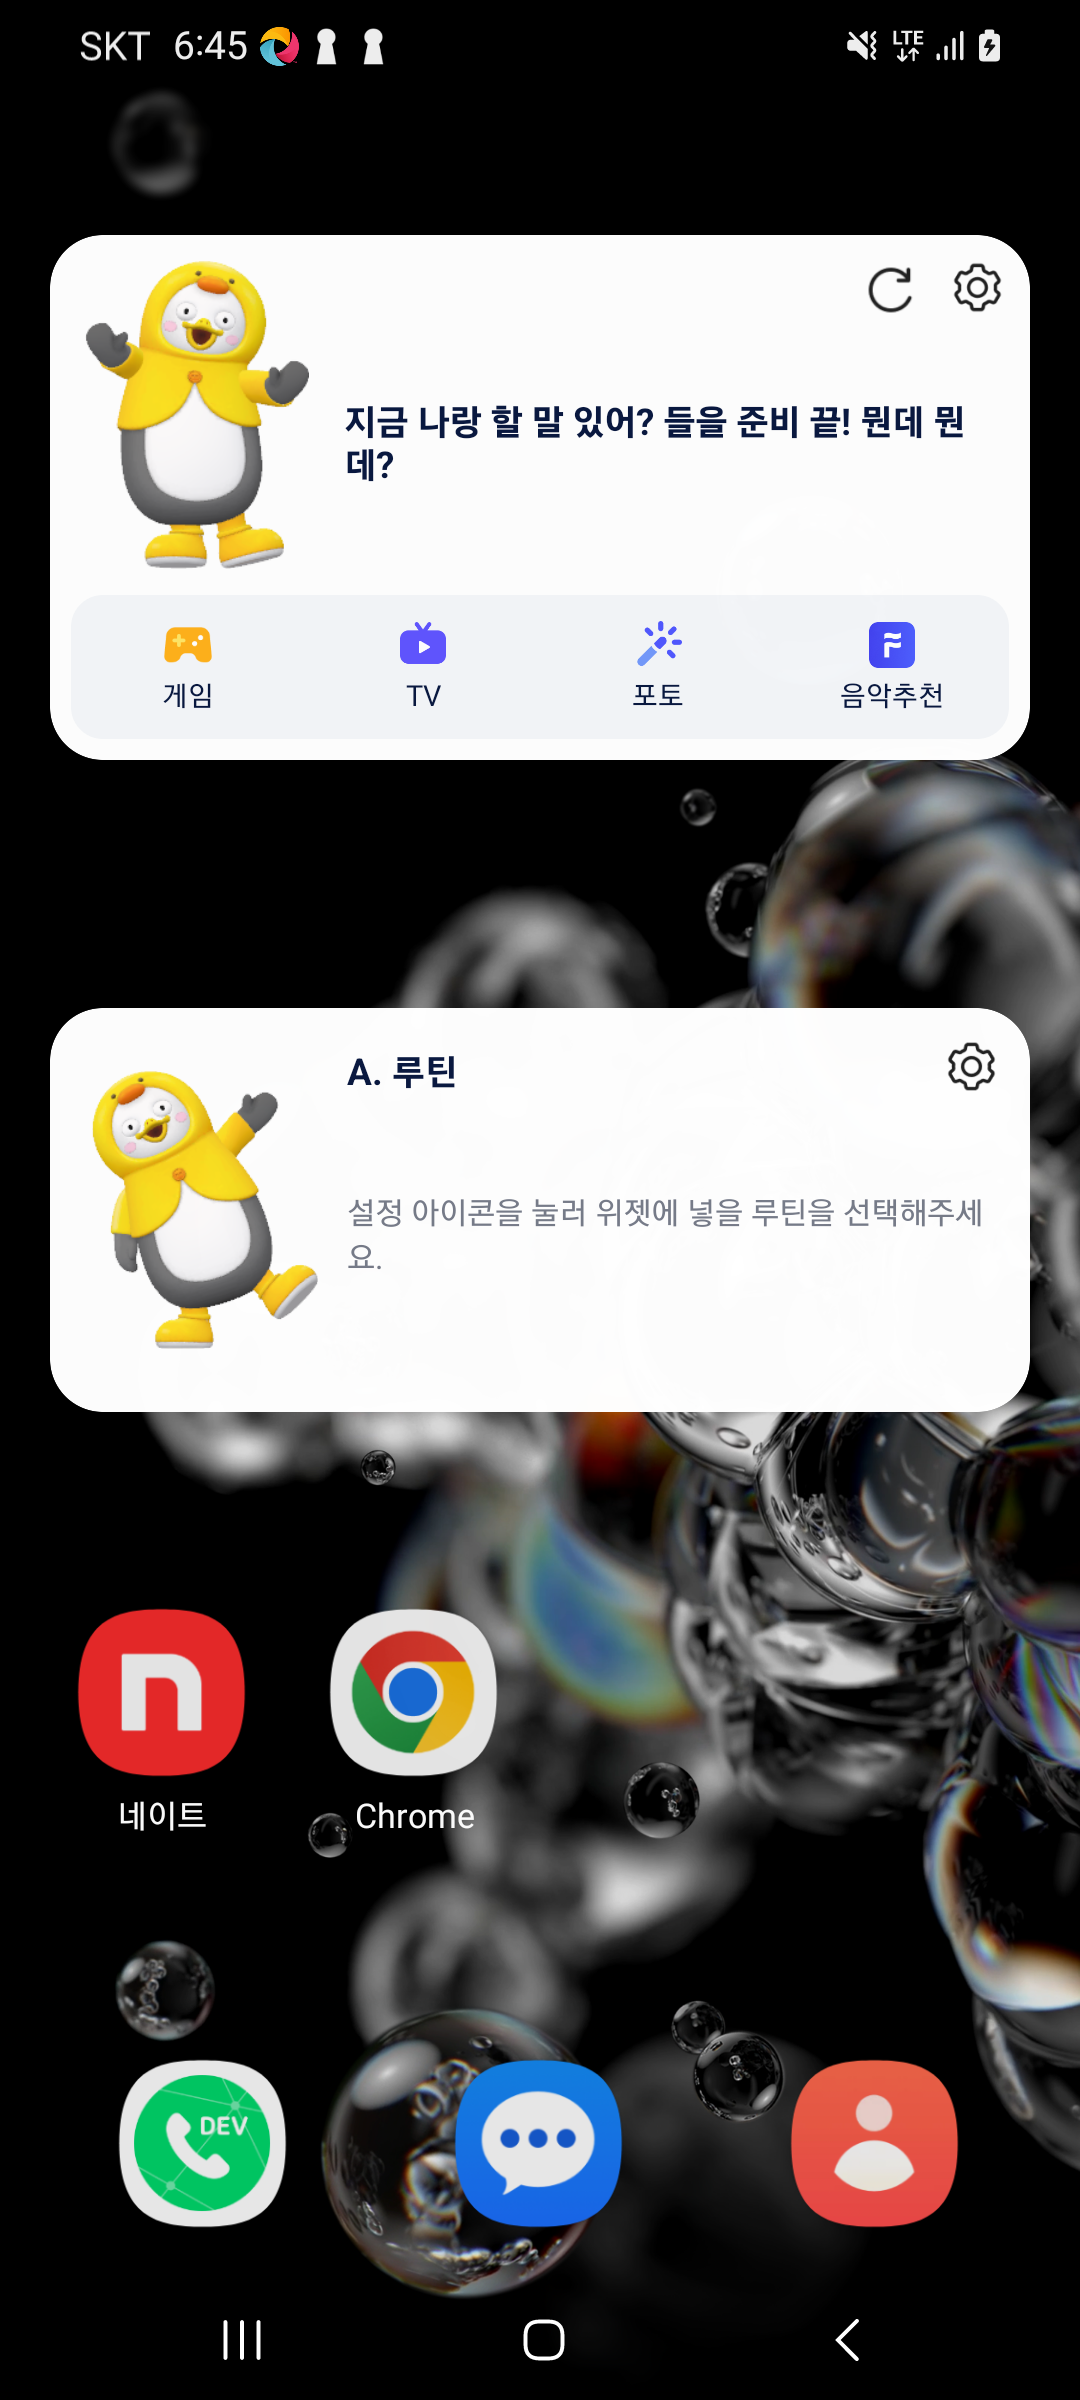 SKT 6:45
LTE
지금 나랑 할 말 있어? 들을 준비 끝! 뭔데 뭔
데?
게임 TV 포토 음악추천
A. 루틴
설정 아이콘을 눌러 위젯에 넣을 루틴을 선택해주세
요.
네이트 Chrome
DEV